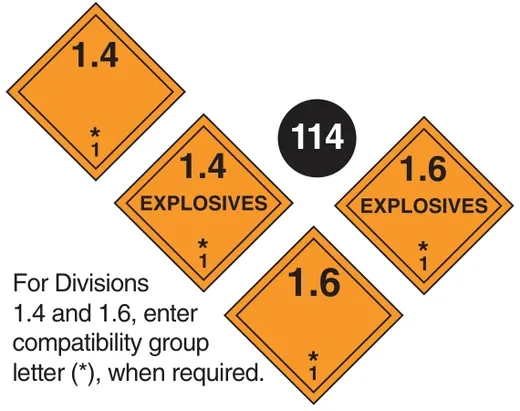 1.4
*
1
1.4
EXPLOSIVES
*
1
114
1.6
EXPLOSIVES
*
1
1.6
*
1
For Divisions
1.4 and 1.6, enter
compatibility group
letter (*), when required.